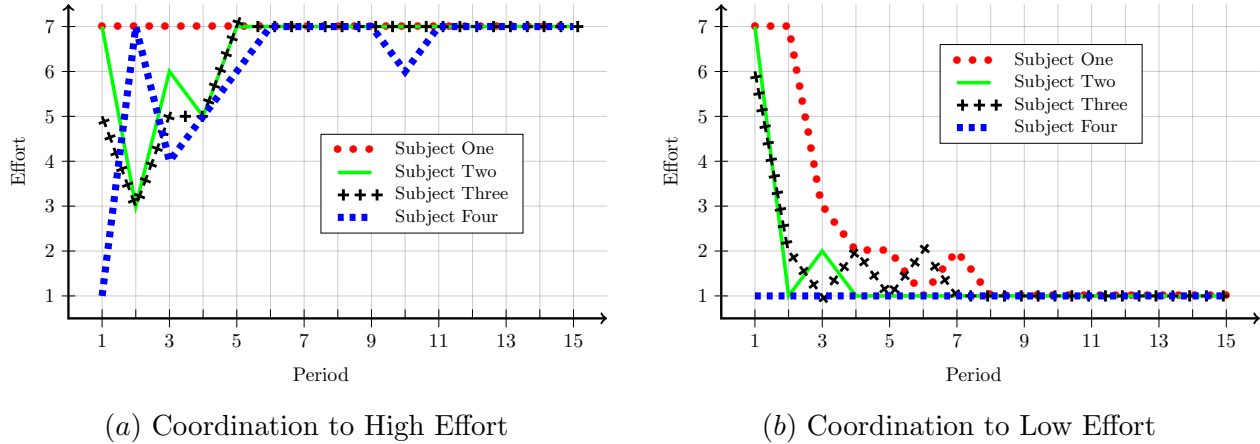 7
6
5
4
3
2
1
Effort
1 3 5 7 9 11 13 15
Period
Subject One
Subject Two
Subject Three
Subject Four
(a) Coordination to High Effort
7
6
5
4
3
2
1
Effort
1 3 5 7 9 11 13 15
Period
Subject One
Subject Two
Subject Three
Subject Four
(b) Coordination to Low Effort